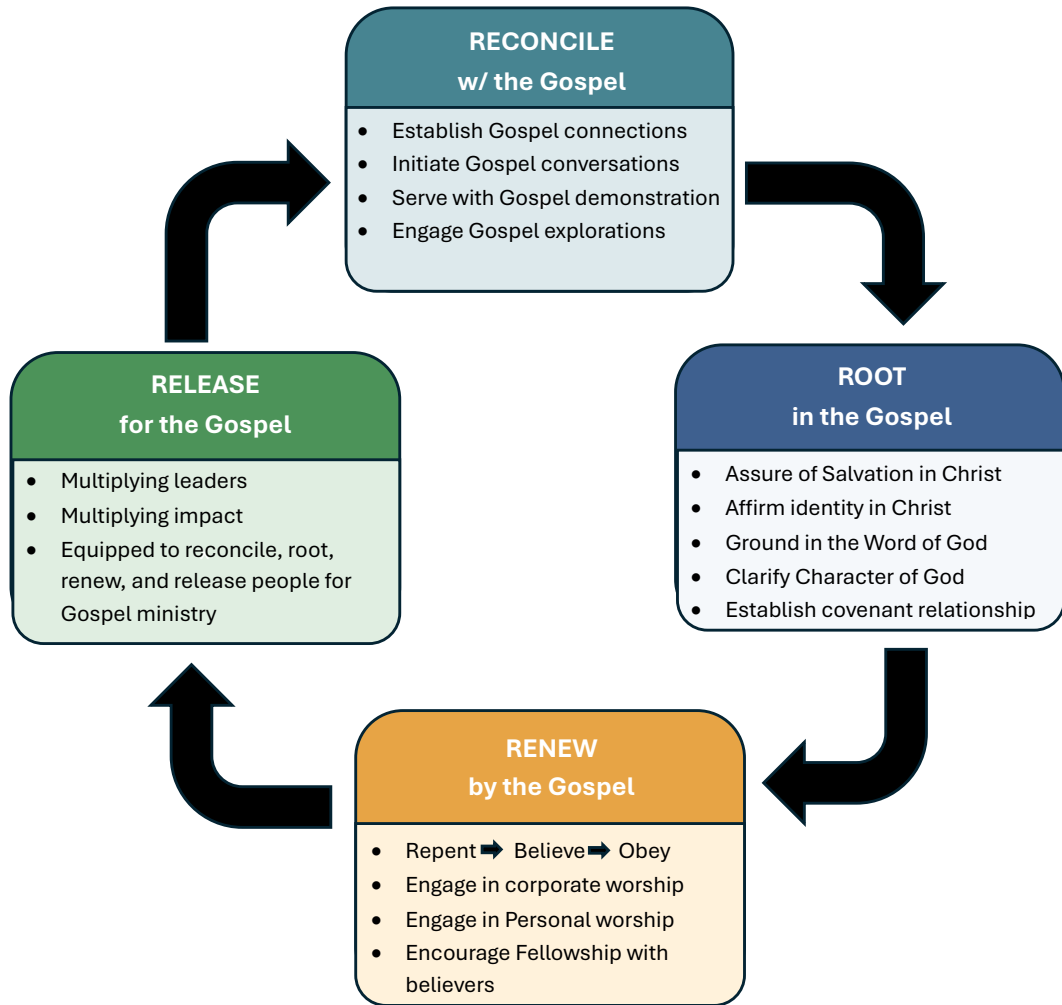 RECONCILE
w/ the Gospel
• Establish Gospel connections
• Initiate Gospel conversations
• Serve with Gospel demonstration
• Engage Gospel explorations
ROOT
in the Gospel
• Assure of Salvation in Christ
• Affirm identity in Christ
• Ground in the Word of God
• Clarify Character of God
• Establish covenant relationship
RENEW
by the Gospel
• Repent ➡ Believe ➡ Obey
• Engage in corporate worship
• Engage in Personal worship
• Encourage Fellowship with
believers
RELEASE
for the Gospel
• Multiplying leaders
• Multiplying impact
• Equipped to reconcile, root,
renew, and release people for
Gospel ministry